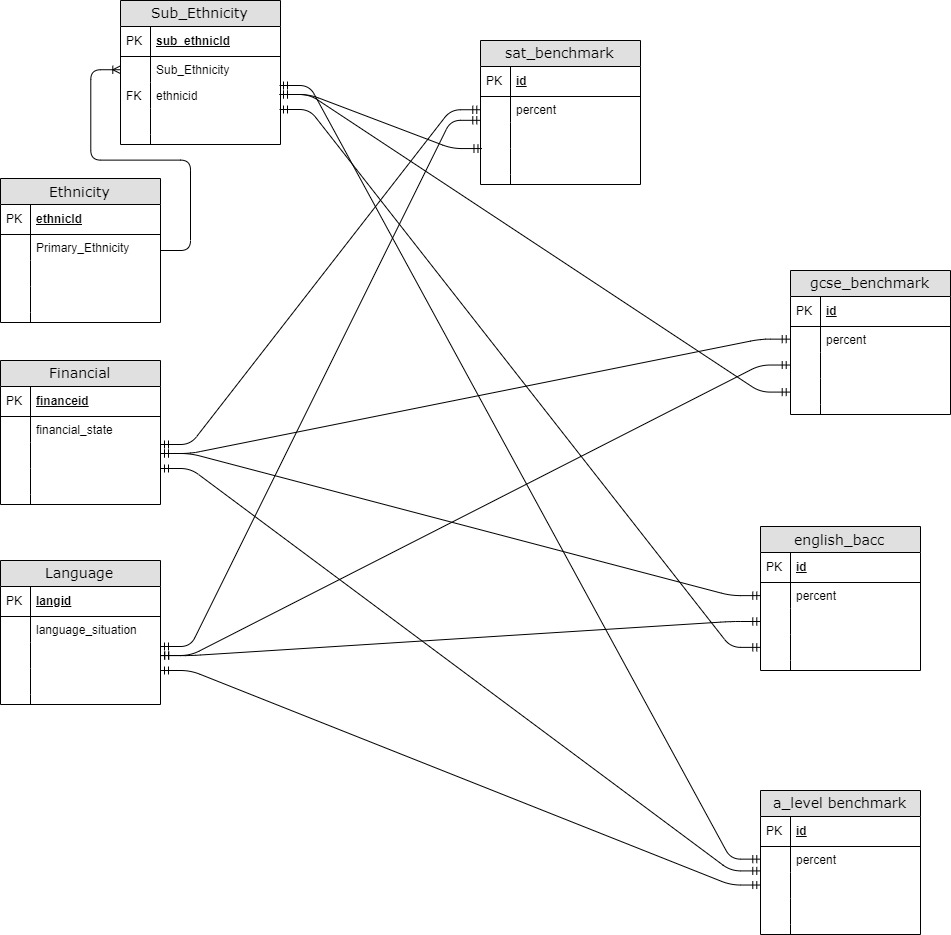 Sub_Ethnicity
PK sub_ethnicId
Sub_Ethnicity
FK ethnicid
sat_benchmark
PK id
percent
Ethnicity
PK ethnicId
Primary_Ethnicity
gcse_benchmark
PK id
percent
Financial
PK financeid
financial_state
english_bacc
PK id
percent
Language
PK langid
language_situation
a_level benchmark
PK id
percent